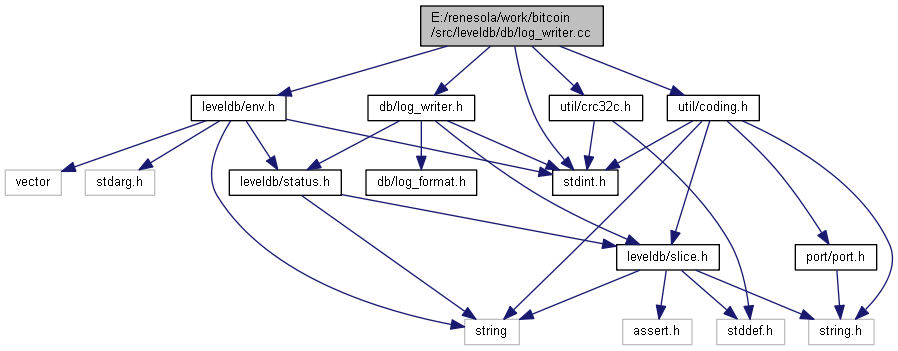 E:/renesola/work/bitcoin
/src/leveldb/db/log_writer.cc
leveldb/env.h
db/log_writer.h
util/crc32c.h
util/coding.h
vector
stdarg.h
leveldb/status.h
db/log_format.h
stdint.h
leveldb/slice.h
port/port.h
string
assert.h
stddef.h
string.h